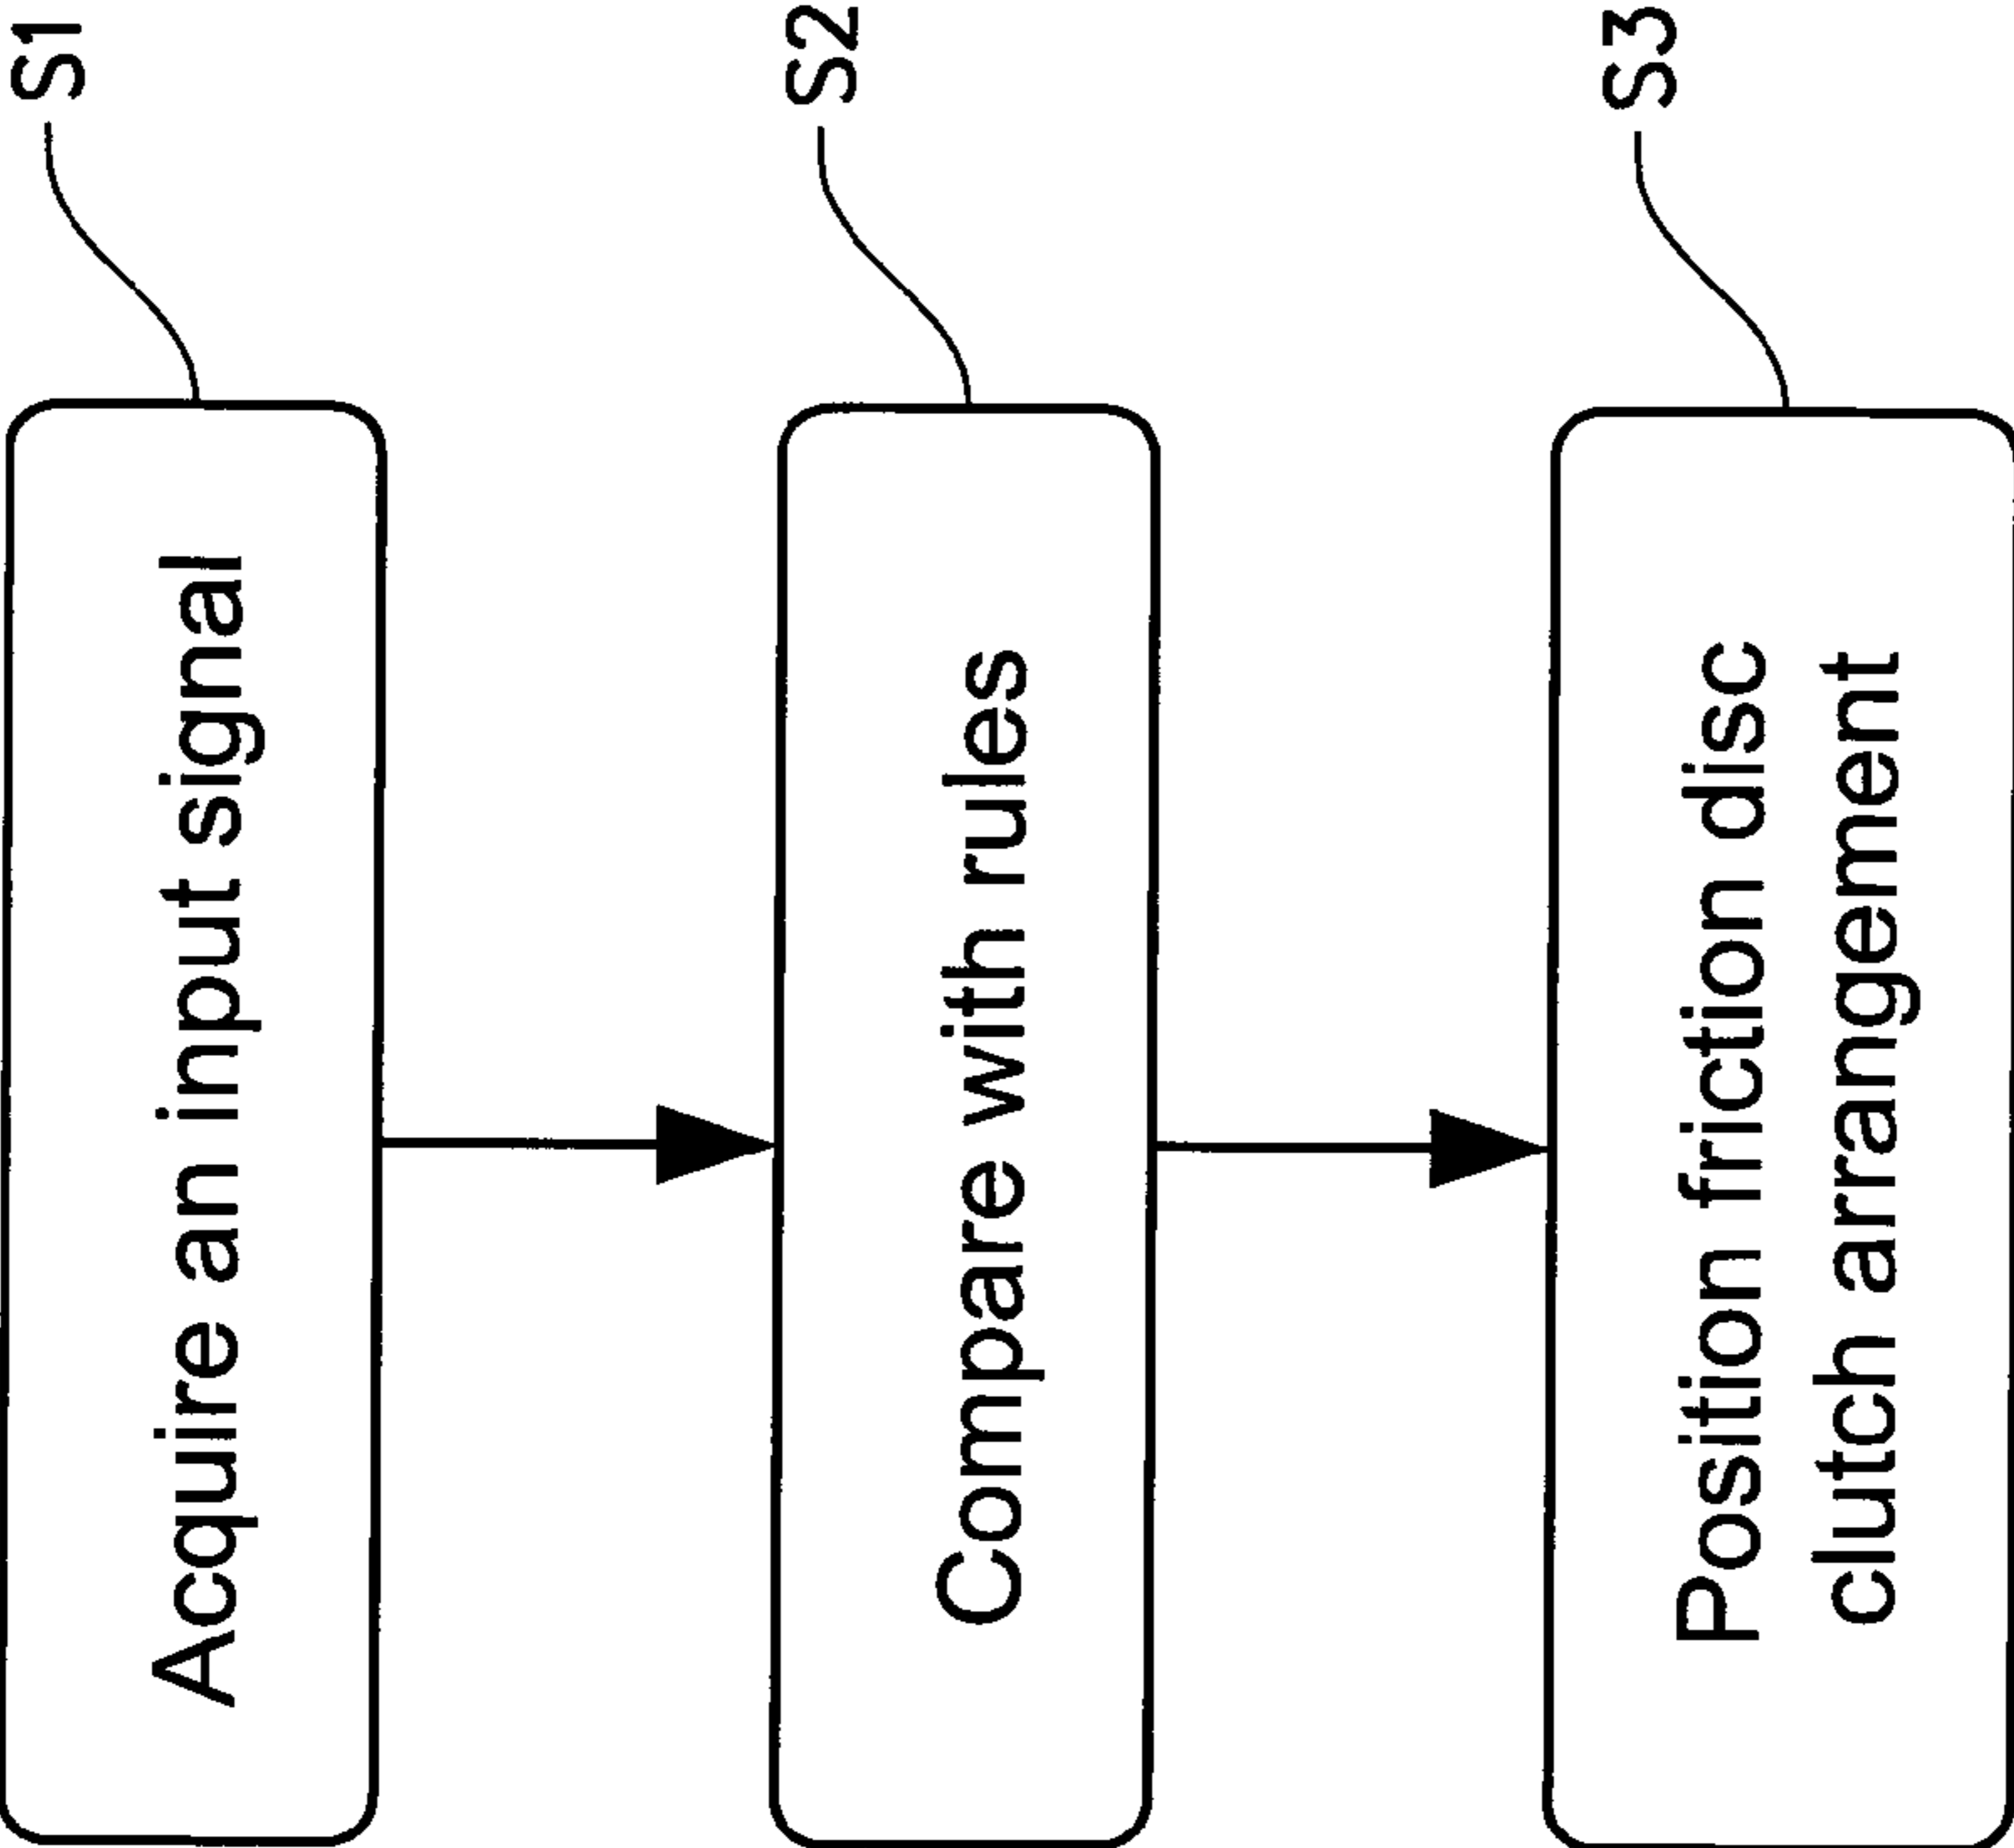 Acquire an input signal
S1
Compare with rules
S2
Position friction disc
clutch arrangement
S3